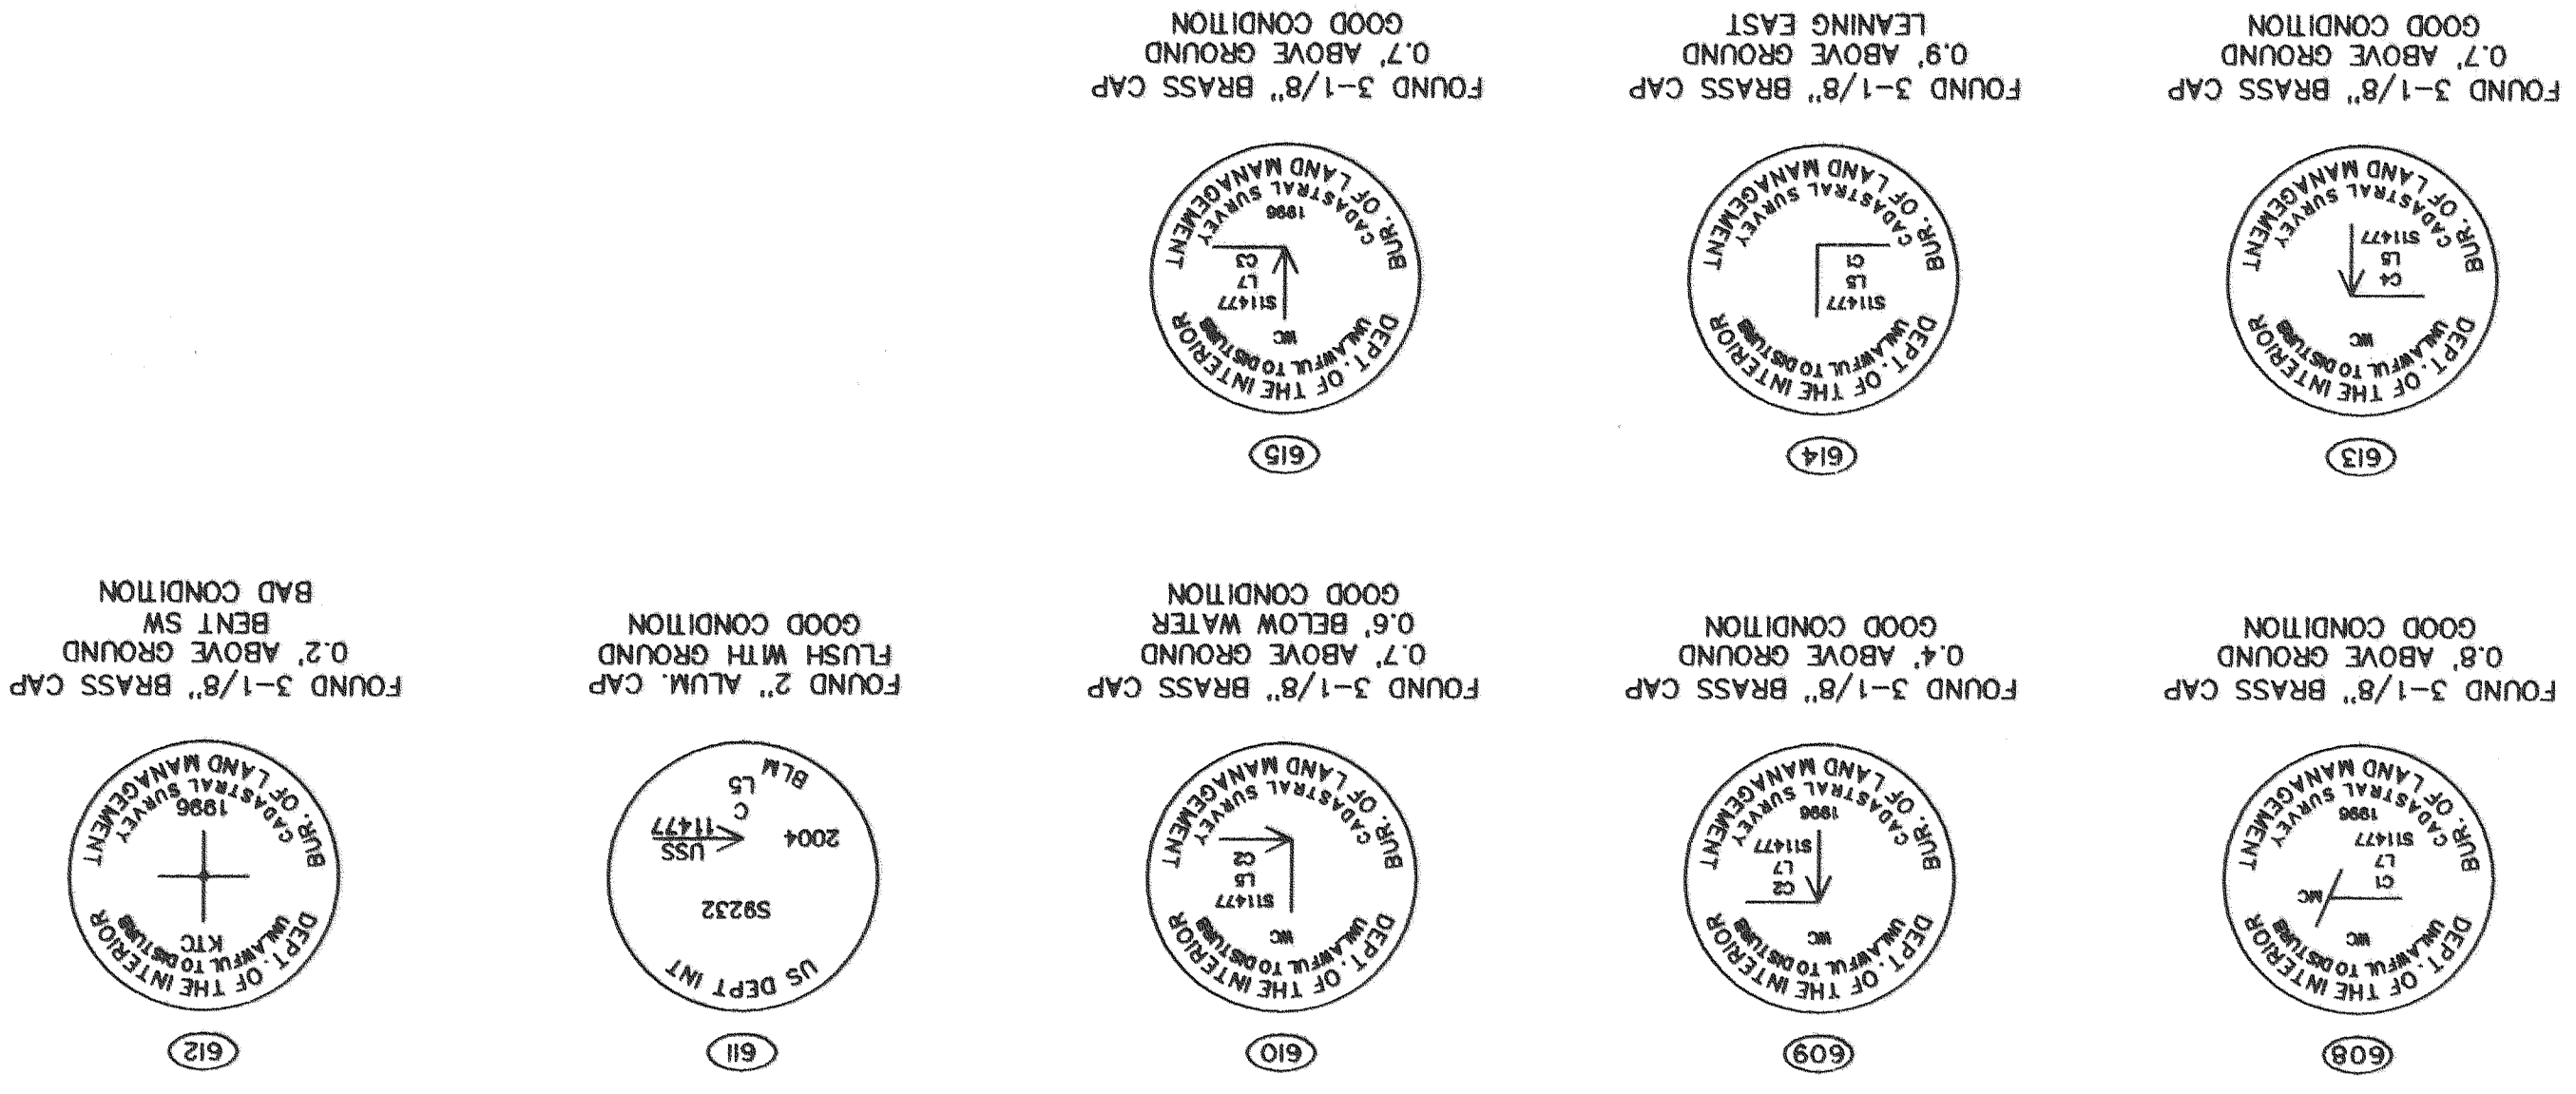 608
DEPT. OF THE INTERIOR
UNLAWFUL TO DISTURB
WC
MC
C1
L7
S11477
1996
CADASTRAL SURVEY
BUR. OF LAND MANAGEMENT
FOUND 3-1/8" BRASS CAP
0.8' ABOVE GROUND
GOOD CONDITION
609
DEPT. OF THE INTERIOR
UNLAWFUL TO DISTURB
WC
C2
L7
S11477
1996
CADASTRAL SURVEY
BUR. OF LAND MANAGEMENT
FOUND 3-1/8" BRASS CAP
0.4' ABOVE GROUND
GOOD CONDITION
610
DEPT. OF THE INTERIOR
UNLAWFUL TO DISTURB
WC
S11477
L5
C2
CADASTRAL SURVEY
BUR. OF LAND MANAGEMENT
FOUND 3-1/8" BRASS CAP
0.7' ABOVE GROUND
0.6' BELOW WATER
GOOD CONDITION
611
US DEPT INT
S9232
USS
2004 11477
C
L5
BLM
FOUND 2" ALUM. CAP
FLUSH WITH GROUND
GOOD CONDITION
612
DEPT. OF THE INTERIOR
UNLAWFUL TO DISTURB
KTC
1996
CADASTRAL SURVEY
BUR. OF LAND MANAGEMENT
FOUND 3-1/8" BRASS CAP
0.2' ABOVE GROUND
BENT SW
BAD CONDITION
613
DEPT. OF THE INTERIOR
UNLAWFUL TO DISTURB
WC
C4
L5
S11477
CADASTRAL SURVEY
BUR. OF LAND MANAGEMENT
FOUND 3-1/8" BRASS CAP
0.7' ABOVE GROUND
GOOD CONDITION
614
DEPT. OF THE INTERIOR
UNLAWFUL TO DISTURB
S11477
L5
C1
CADASTRAL SURVEY
BUR. OF LAND MANAGEMENT
FOUND 3-1/8" BRASS CAP
0.9' ABOVE GROUND
LEANING EAST
615
DEPT. OF THE INTERIOR
UNLAWFUL TO DISTURB
WC
S11477
L7
C3
1996
CADASTRAL SURVEY
BUR. OF LAND MANAGEMENT
FOUND 3-1/8" BRASS CAP
0.7' ABOVE GROUND
GOOD CONDITION